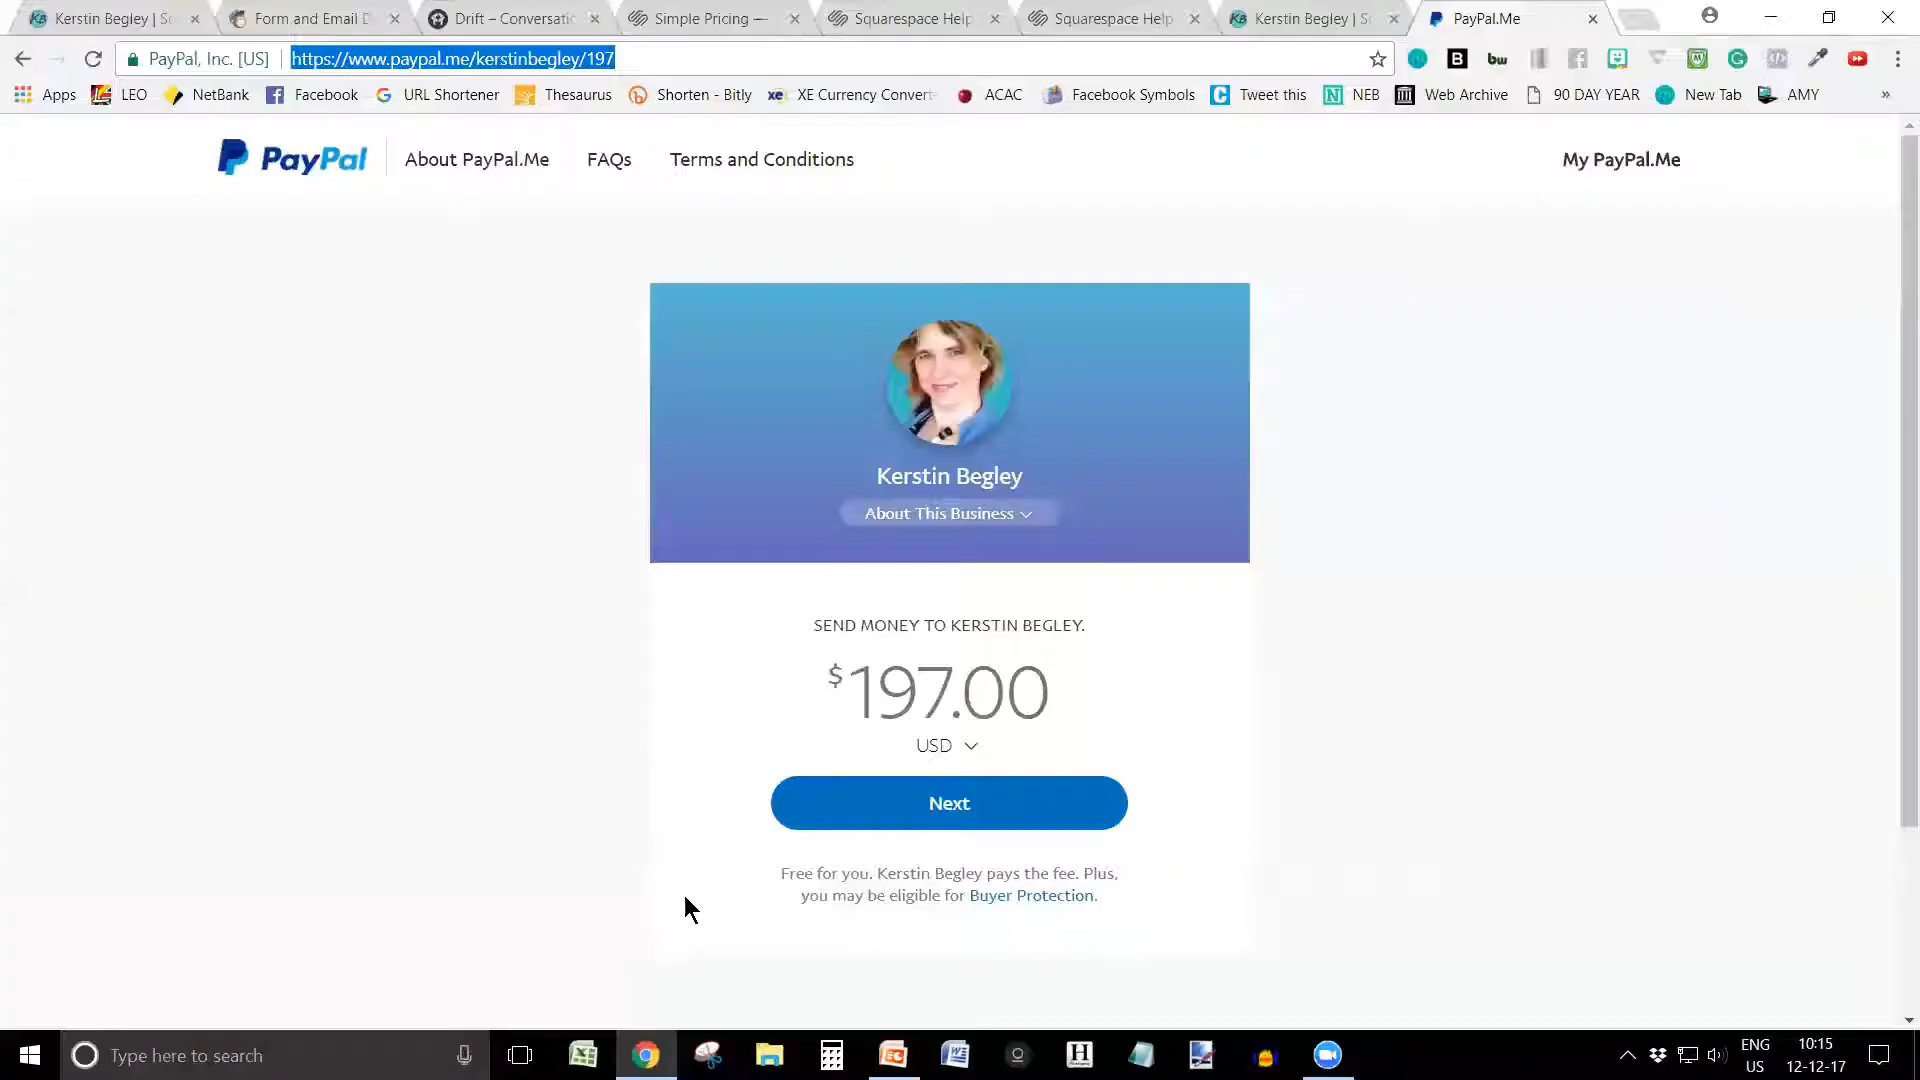 Kerstin Begley | So
Form and Email D
Drift – Conversatio
Simple Pricing —
Squarespace Help
Squarespace Help
Kerstin Begley | So
PayPal.Me
PayPal, Inc. [US]
https://www.paypal.me/kerstinbegley/197
B
bw
Apps
LEO
NetBank
Facebook
URL Shortener
Thesaurus
Shorten - Bitly
XE Currency Convert
ACAC
Facebook Symbols
Tweet this
NEB
Web Archive
90 DAY YEAR
New Tab
AMY
»
PayPal
About PayPal.Me
FAQs
Terms and Conditions
My PayPal.Me
Kerstin Begley
About This Business
SEND MONEY TO KERSTIN BEGLEY.
$197.00
USD
Next
Free for you. Kerstin Begley pays the fee. Plus,
you may be eligible for Buyer Protection.
Type here to search
ENG
US
10:15
12-12-17